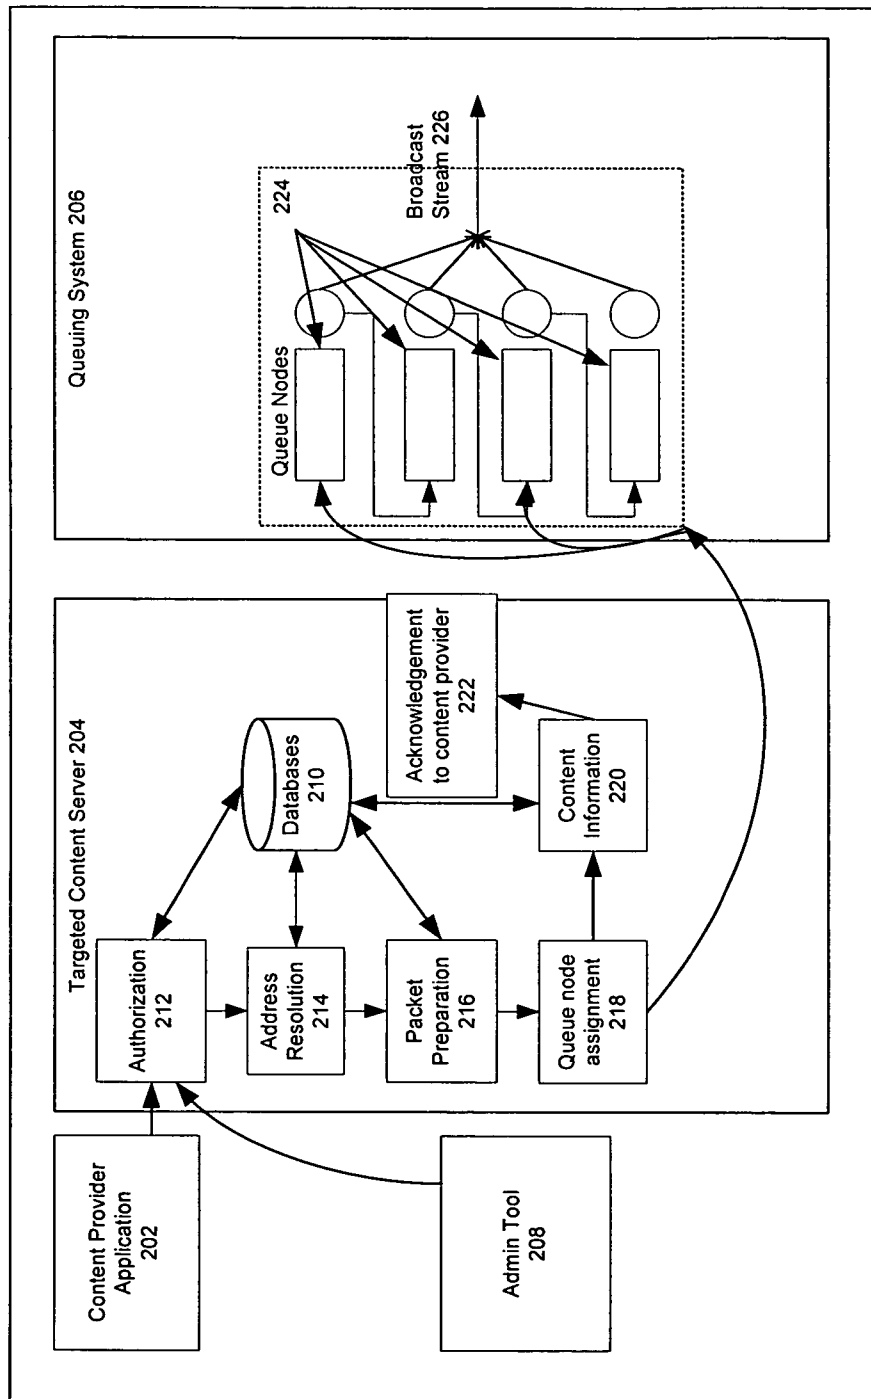 Content Provider
Application
202
Admin Tool
208
Targeted Content Server 204
Authorization
212
Address
Resolution
214
Packet
Preparation
216
Queue node
assignment
218
Databases
210
Content
Information
220
Acknowledgement
to content provider
222
Queuing System 206
Queue Nodes
224
Broadcast
Stream 226